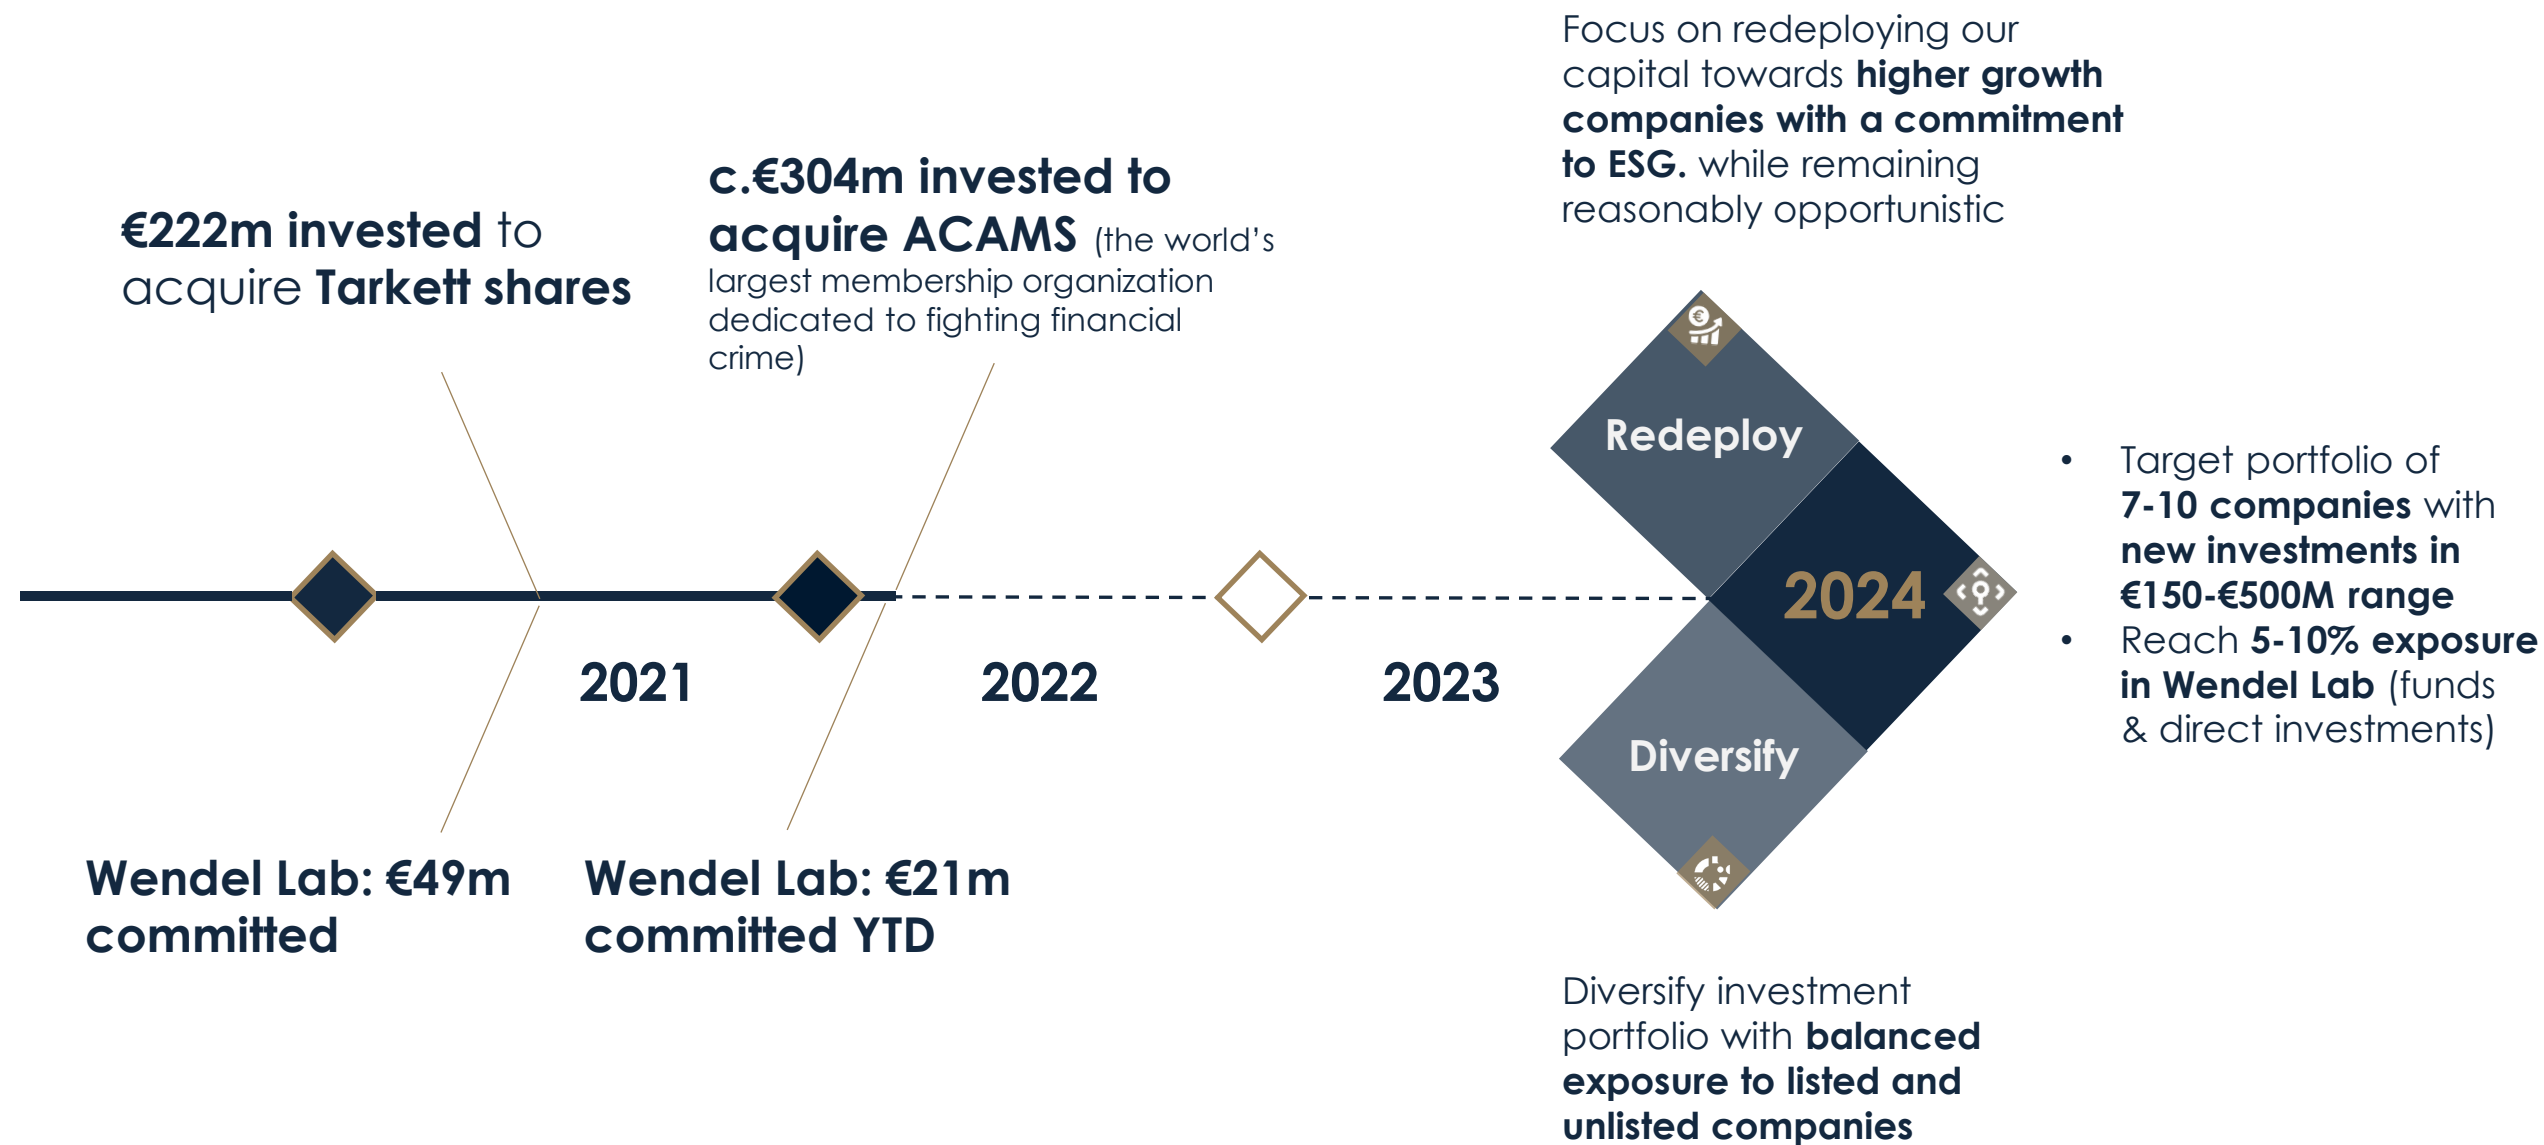 €222m invested to
acquire Tarkett shares
c.€304m invested to
acquire ACAMS (the world’s
largest membership organization
dedicated to fighting financial
crime)
Focus on redeploying our
capital towards higher growth
companies with a commitment
to ESG. while remaining
reasonably opportunistic
Redeploy
2024
Diversify
• Target portfolio of
7-10 companies with
new investments in
€150-€500M range
• Reach 5-10% exposure
in Wendel Lab (funds
& direct investments)
2021
2022
2023
Wendel Lab: €49m
committed
Wendel Lab: €21m
committed YTD
Diversify investment
portfolio with balanced
exposure to listed and
unlisted companies